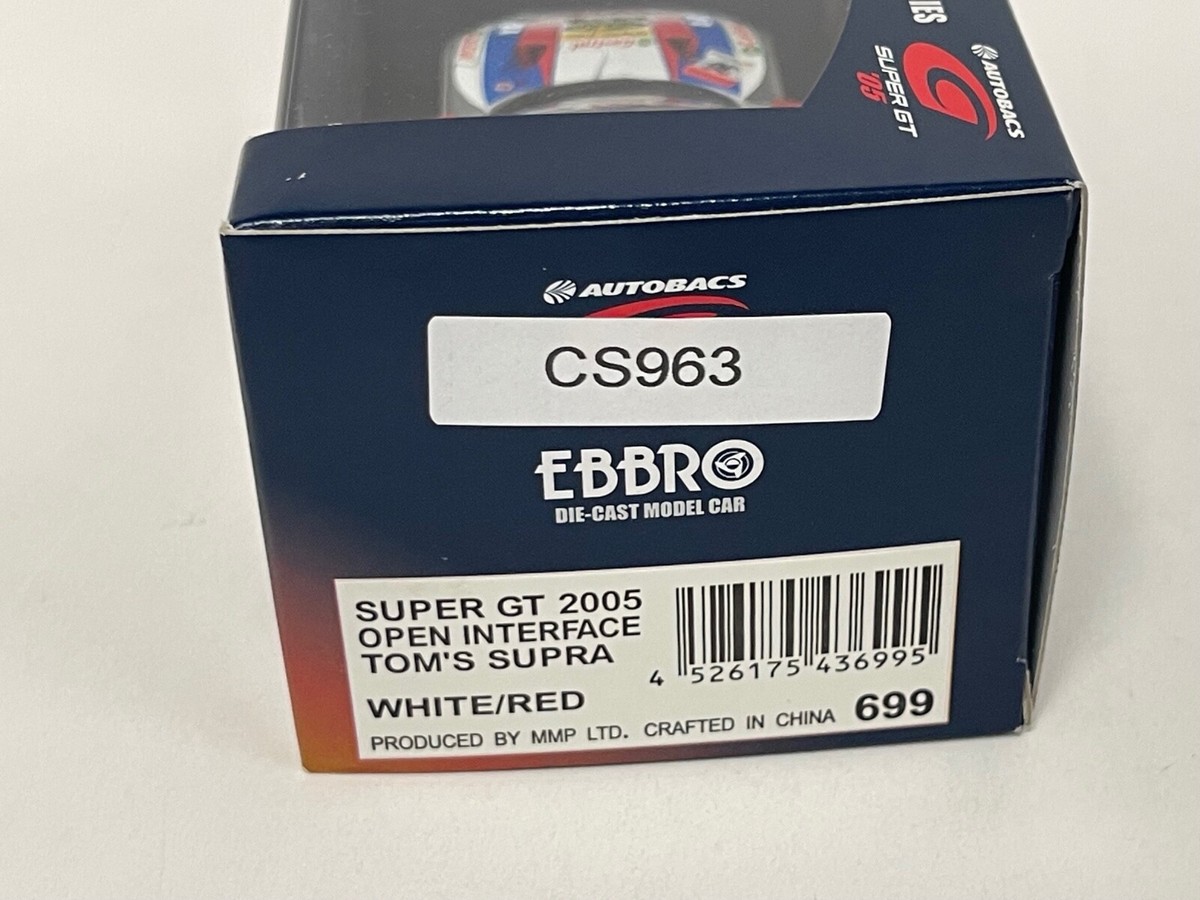 IES
AUTOBACS
SUPER GT
'05
AUTOBACS
CS963
EBBRO
DIE-CAST MODEL CAR
SUPER GT 2005
OPEN INTERFACE
TOM'S SUPRA
WHITE/RED
4 526175 436995
PRODUCED BY MMP LTD. CRAFTED IN CHINA 699